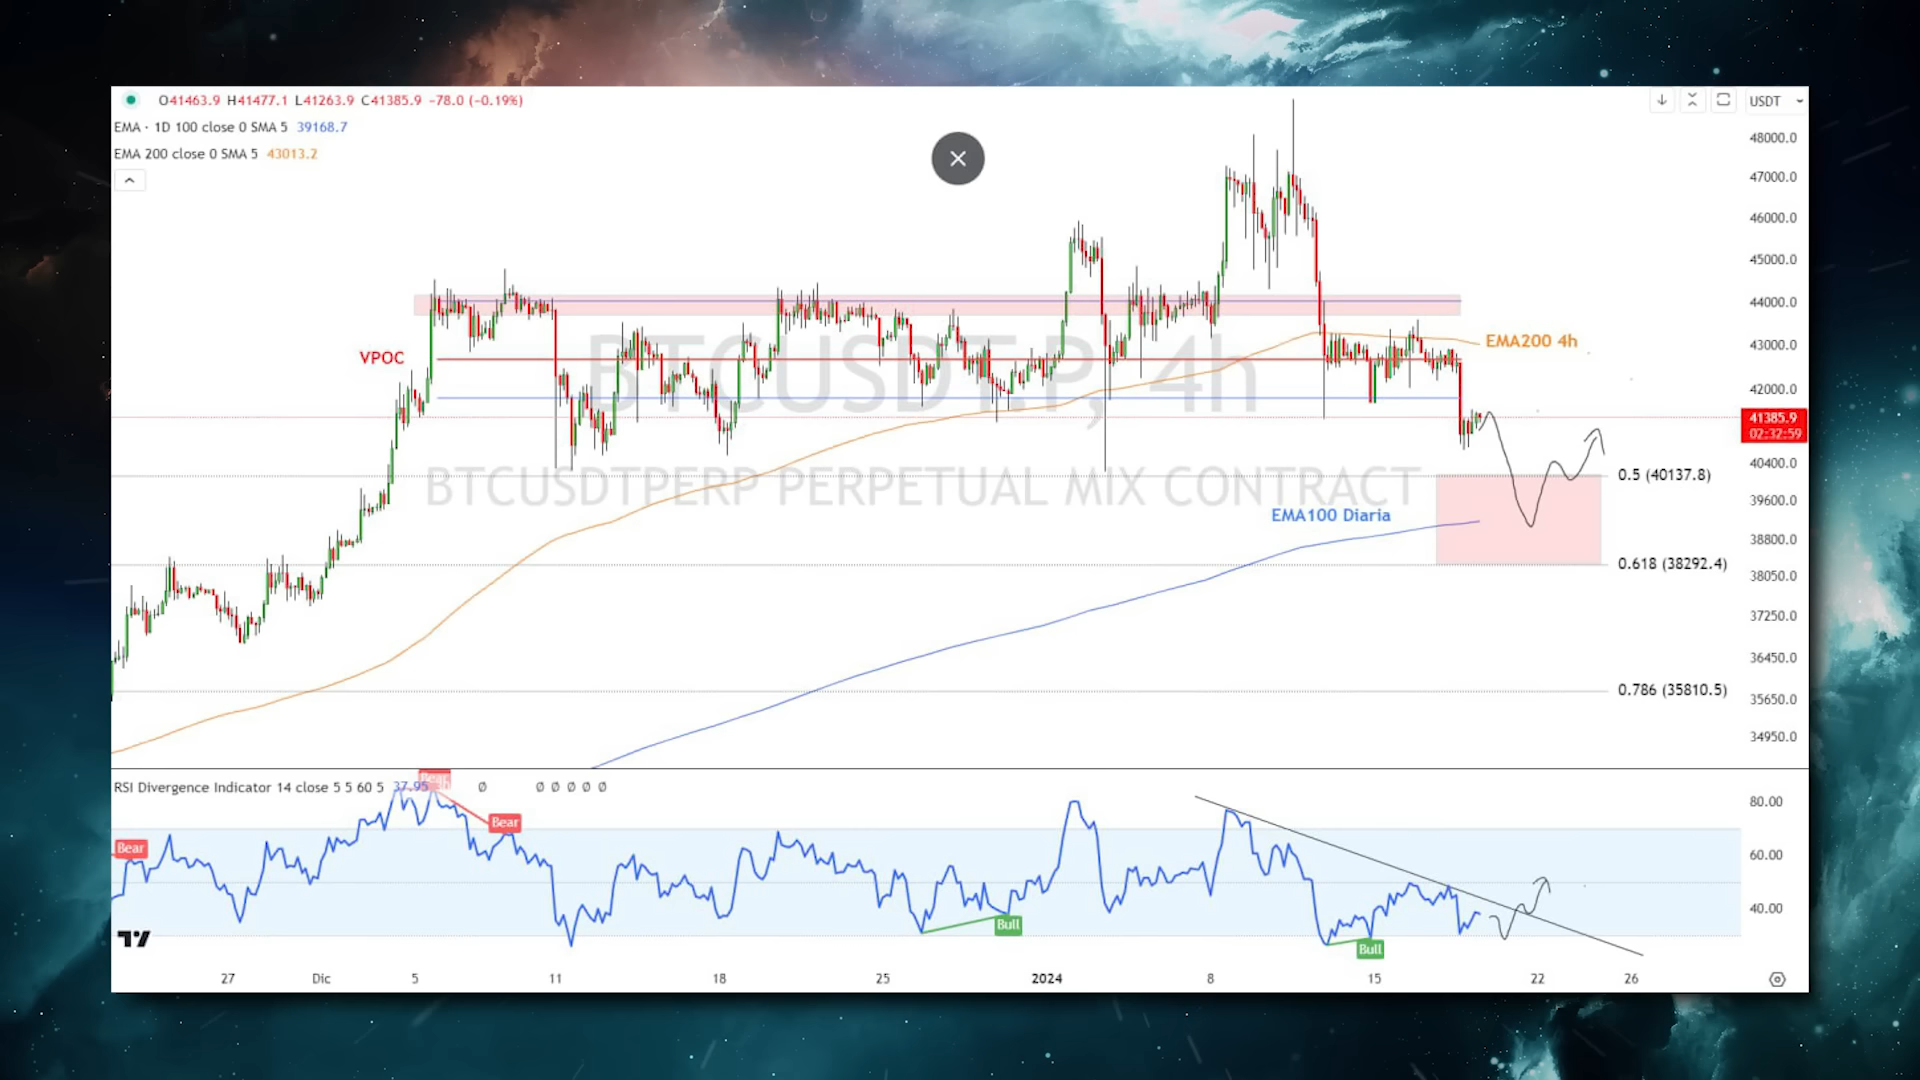 O41463.9 H41477.1 L41263.9 C41385.9 −78.0 (−0.19%)
USDT
EMA · 1D 100 close 0 SMA 5 39168.7
EMA 200 close 0 SMA 5 43013.2
48000.0
47000.0
46000.0
45000.0
44000.0
43000.0
42000.0
41385.9
02:32:59
40400.0
39600.0
38800.0
38050.0
37250.0
36450.0
35650.0
34950.0
VPOC
EMA200 4h
BTCUSDT.P, 4h
BTCUSDTPERP PERPETUAL MIX CONTRACT
EMA100 Diaria
0.5 (40137.8)
0.618 (38292.4)
0.786 (35810.5)
RSI Divergence Indicator 14 close 5 5 60 5 37.95 Ø Ø Ø Ø Ø Ø
Bear
Bear
Bear
Bull
Bull
80.00
60.00
40.00
27 Dic 5 11 18 25 2024 8 15 22 26